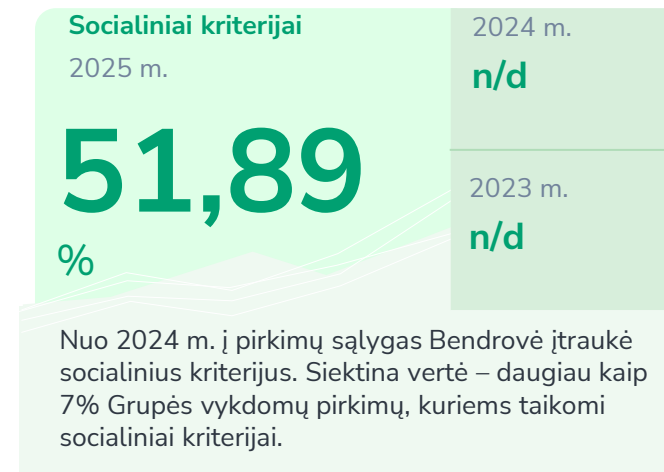 Socialiniai kriterijai
2025 m.
51,89
%
2024 m.
n/d
2023 m.
n/d
Nuo 2024 m. į pirkimų sąlygas Bendrovė įtraukė
socialinius kriterijus. Siektina vertė – daugiau kaip
7% Grupės vykdomų pirkimų, kuriems taikomi
socialiniai kriterijai.